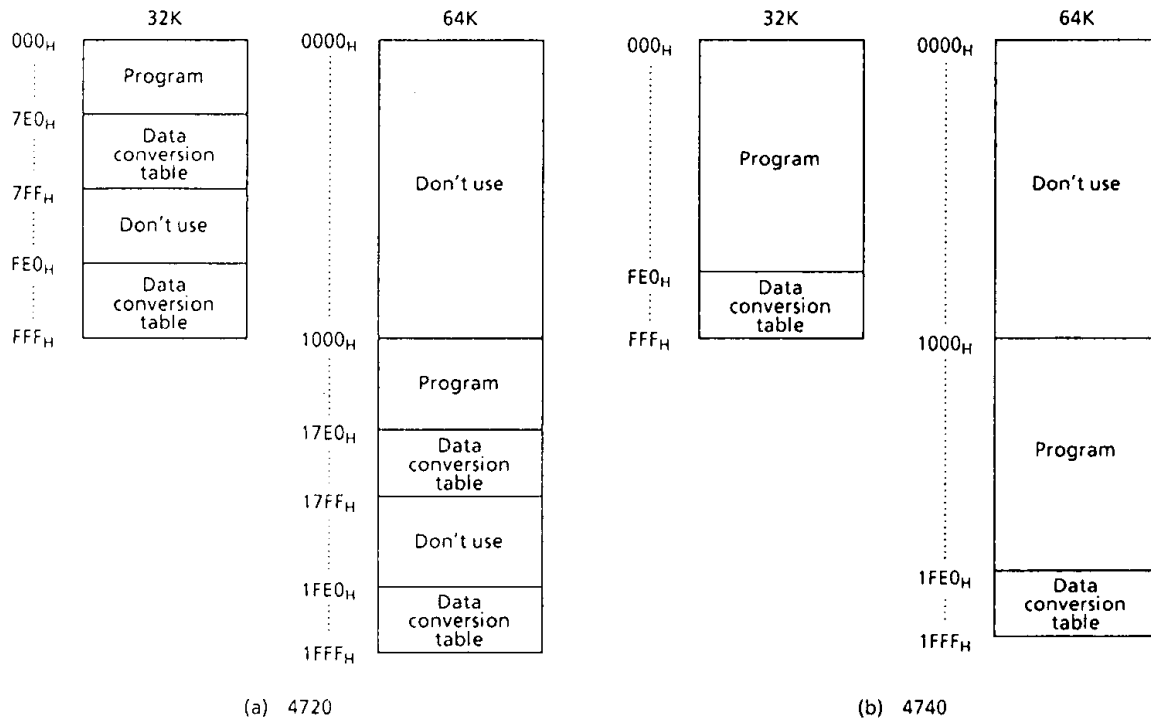 32K
000H
Program
7E0H
Data
conversion
table
7FFH
Don't use
FE0H
Data
conversion
table
FFFH
64K
0000H
Don't use
1000H
Program
17E0H
Data
conversion
table
17FFH
Don't use
1FE0H
Data
conversion
table
1FFFH
(a) 4720
32K
000H
Program
FE0H
Data
conversion
table
FFFH
64K
0000H
Don't use
1000H
Program
1FE0H
Data
conversion
table
1FFFH
(b) 4740